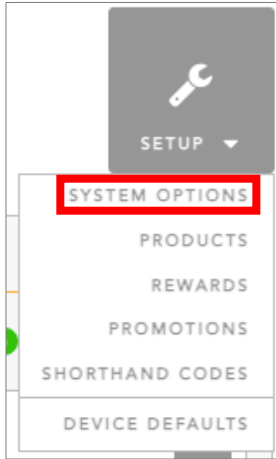 SETUP
SYSTEM OPTIONS
PRODUCTS
REWARDS
PROMOTIONS
SHORTHAND CODES
DEVICE DEFAULTS